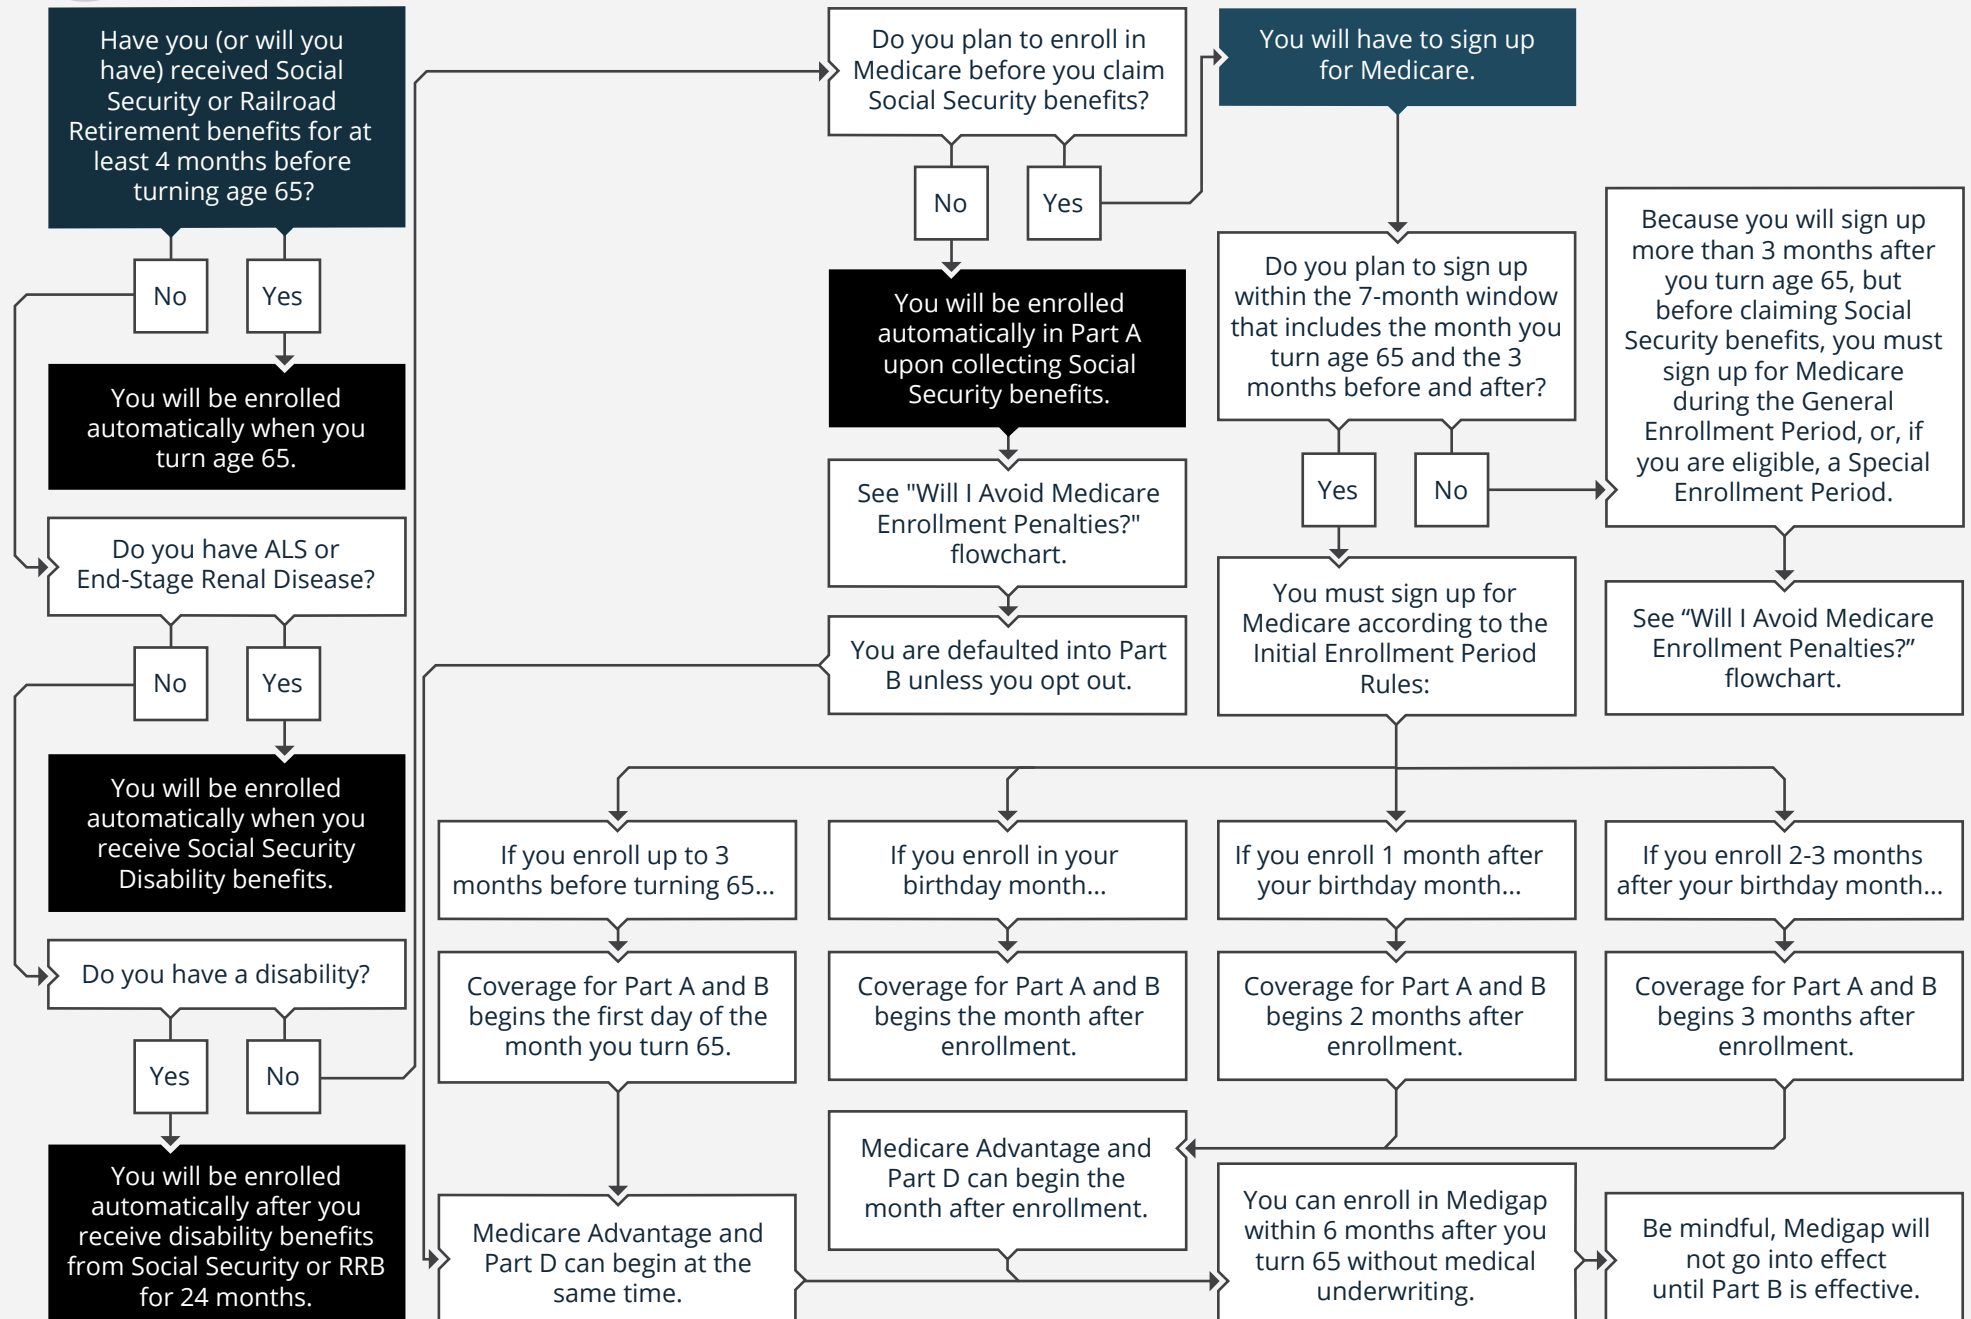 Have you (or will you
have) received Social
Security or Railroad
Retirement benefits for at
least 4 months before
turning age 65?
No
Yes
You will be enrolled
automatically when you
turn age 65.
Do you have ALS or
End-Stage Renal Disease?
No
Yes
You will be enrolled
automatically when you
receive Social Security
Disability benefits.
Do you have a disability?
Yes
No
You will be enrolled
automatically after you
receive disability benefits
from Social Security or RRB
for 24 months.
Do you plan to enroll in
Medicare before you claim
Social Security benefits?
No
Yes
You will be enrolled
automatically in Part A
upon collecting Social
Security benefits.
See "Will I Avoid Medicare
Enrollment Penalties?"
flowchart.
You are defaulted into Part
B unless you opt out.
You will have to sign up
for Medicare.
Do you plan to sign up
within the 7-month window
that includes the month you
turn age 65 and the 3
months before and after?
Yes
No
Because you will sign up
more than 3 months after
you turn age 65, but
before claiming Social
Security benefits, you must
sign up for Medicare
during the General
Enrollment Period, or, if
you are eligible, a Special
Enrollment Period.
See “Will I Avoid Medicare
Enrollment Penalties?”
flowchart.
You must sign up for
Medicare according to the
Initial Enrollment Period
Rules:
If you enroll up to 3
months before turning 65...
Coverage for Part A and B
begins the first day of the
month you turn 65.
Medicare Advantage and
Part D can begin at the
same time.
If you enroll in your
birthday month...
Coverage for Part A and B
begins the month after
enrollment.
If you enroll 1 month after
your birthday month...
Coverage for Part A and B
begins 2 months after
enrollment.
If you enroll 2-3 months
after your birthday month...
Coverage for Part A and B
begins 3 months after
enrollment.
Medicare Advantage and
Part D can begin the
month after enrollment.
You can enroll in Medigap
within 6 months after you
turn 65 without medical
underwriting.
Be mindful, Medigap will
not go into effect
until Part B is effective.